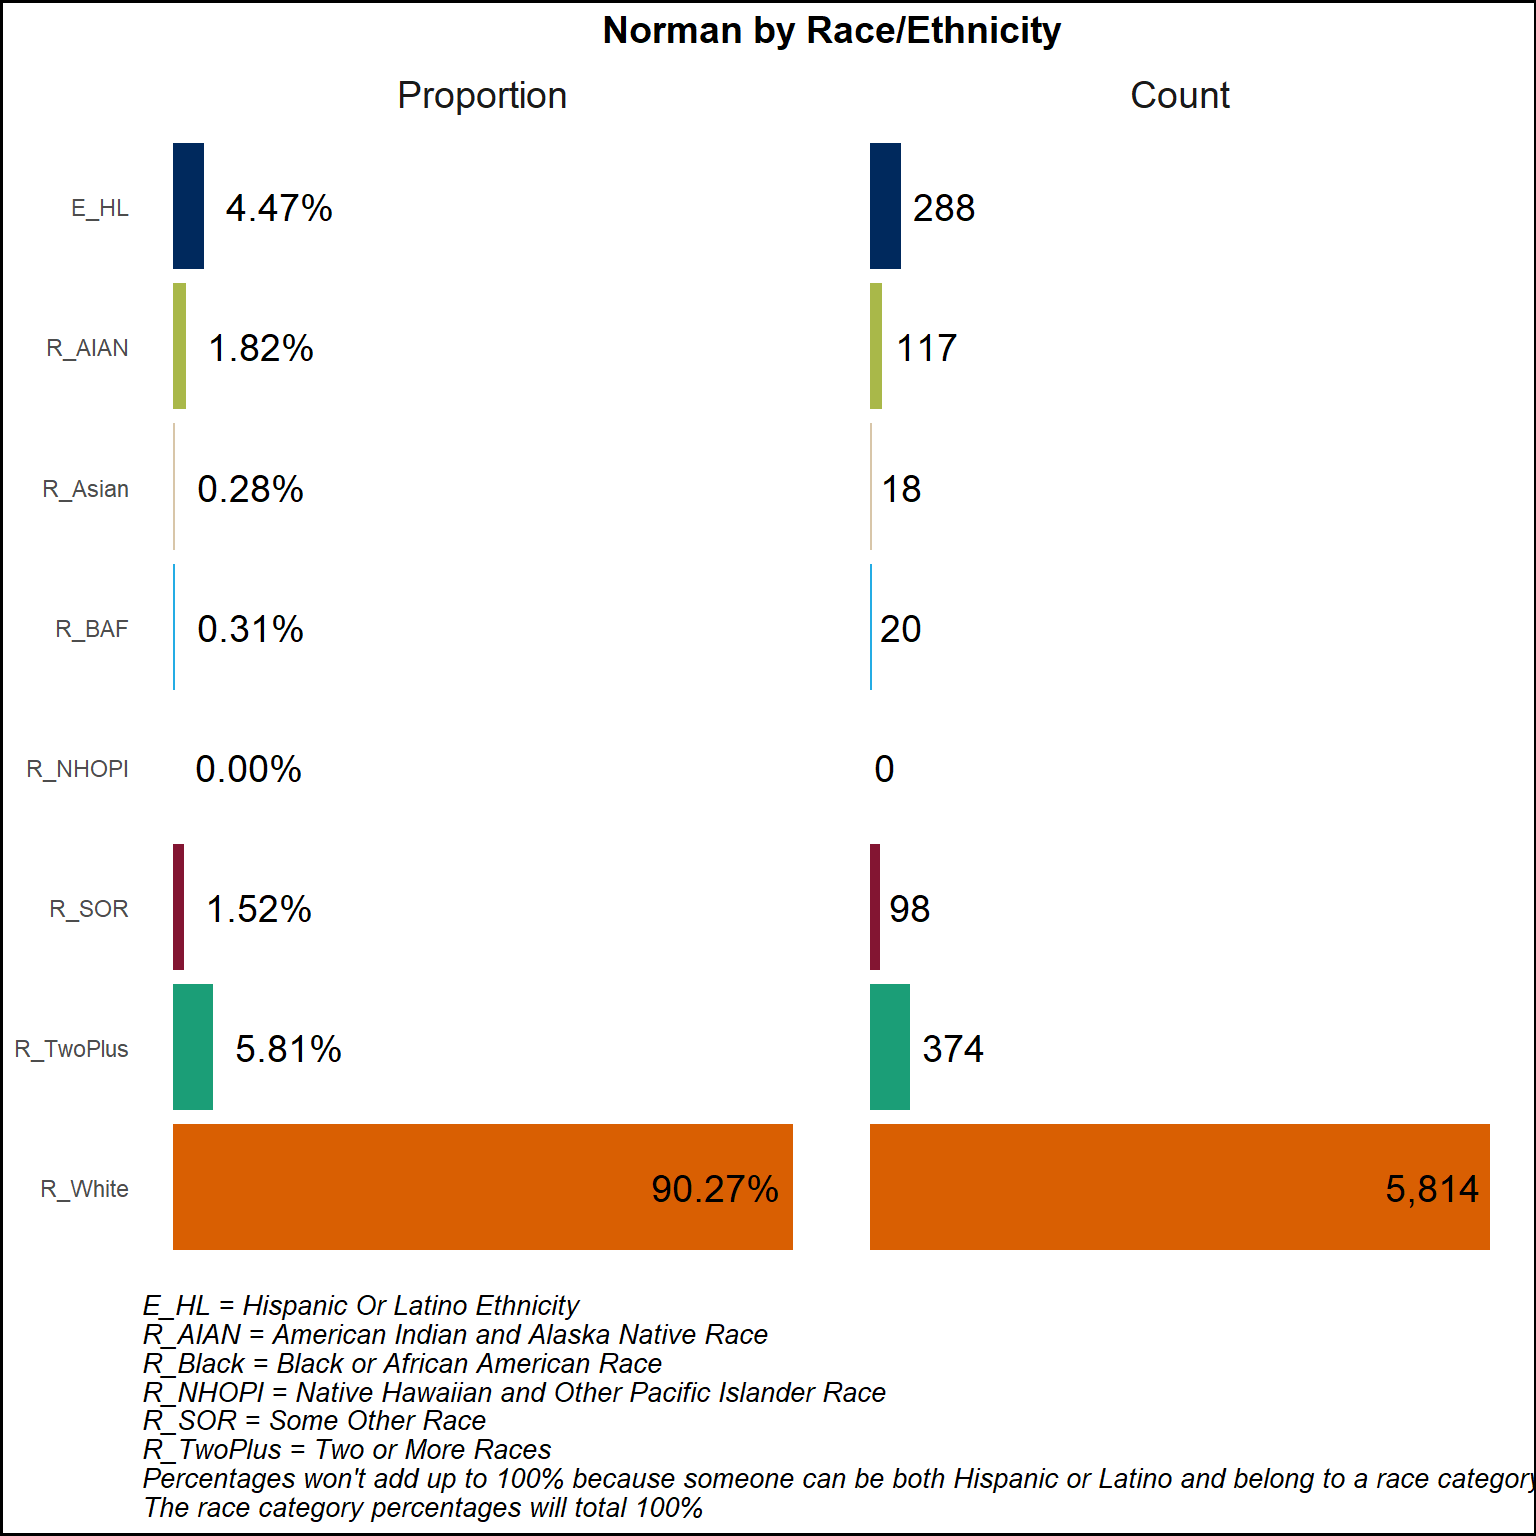 Norman by Race/Ethnicity
Proportion Count
E_HL 4.47% 288
R_AIAN 1.82% 117
R_Asian 0.28% 18
R_BAF 0.31% 20
R_NHOPI 0.00% 0
R_SOR 1.52% 98
R_TwoPlus 5.81% 374
R_White 90.27% 5,814
E_HL = Hispanic Or Latino Ethnicity
R_AIAN = American Indian and Alaska Native Race
R_Black = Black or African American Race
R_NHOPI = Native Hawaiian and Other Pacific Islander Race
R_SOR = Some Other Race
R_TwoPlus = Two or More Races
Percentages won't add up to 100% because someone can be both Hispanic or Latino and belong to a race category
The race category percentages will total 100%